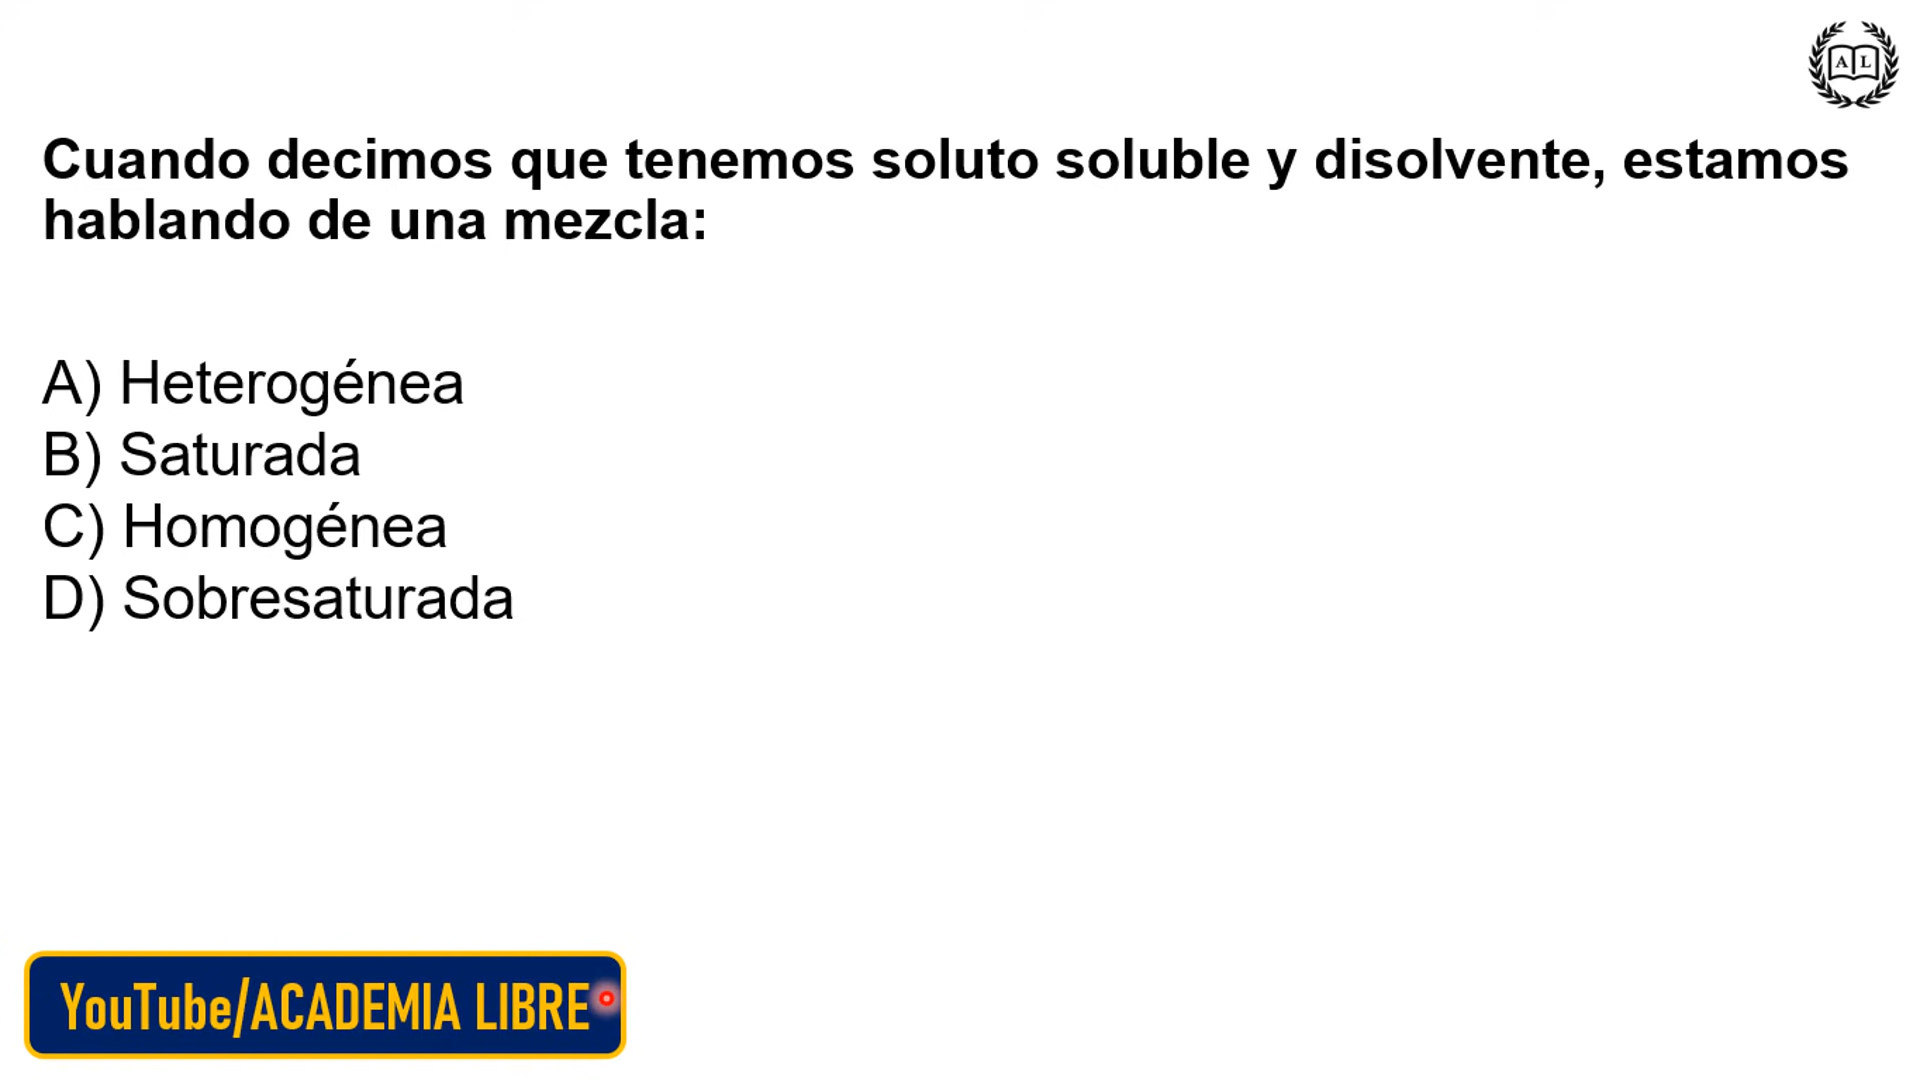 A L
Cuando decimos que tenemos soluto soluble y disolvente, estamos
hablando de una mezcla:
A) Heterogénea
B) Saturada
C) Homogénea
D) Sobresaturada
YouTube/ACADEMIA LIBRE